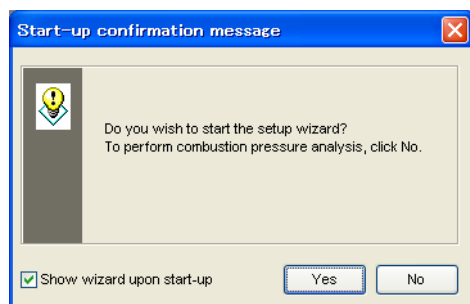 Start-up confirmation message
Do you wish to start the setup wizard?
To perform combustion pressure analysis, click No.
Show wizard upon start-up
Yes
No